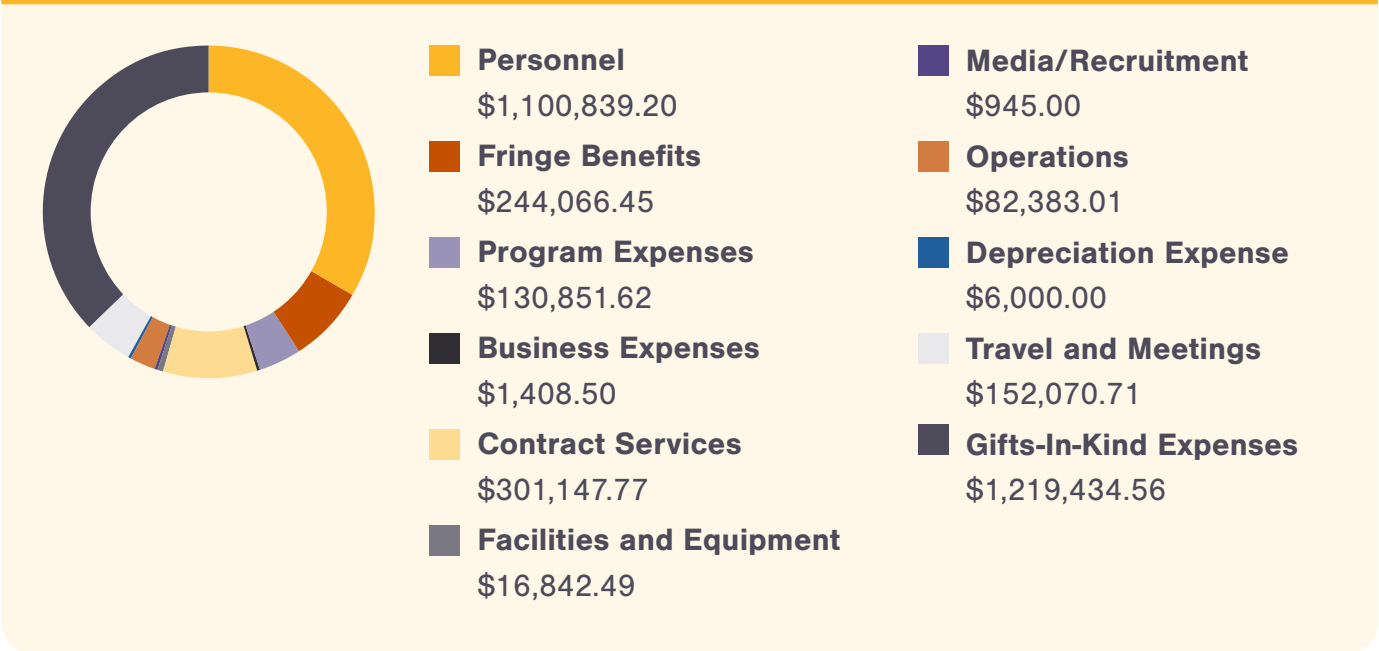 Personnel
$1,100,839.20
Fringe Benefits
$244,066.45
Program Expenses
$130,851.62
Business Expenses
$1,408.50
Contract Services
$301,147.77
Facilities and Equipment
$16,842.49
Media/Recruitment
$945.00
Operations
$82,383.01
Depreciation Expense
$6,000.00
Travel and Meetings
$152,070.71
Gifts-In-Kind Expenses
$1,219,434.56